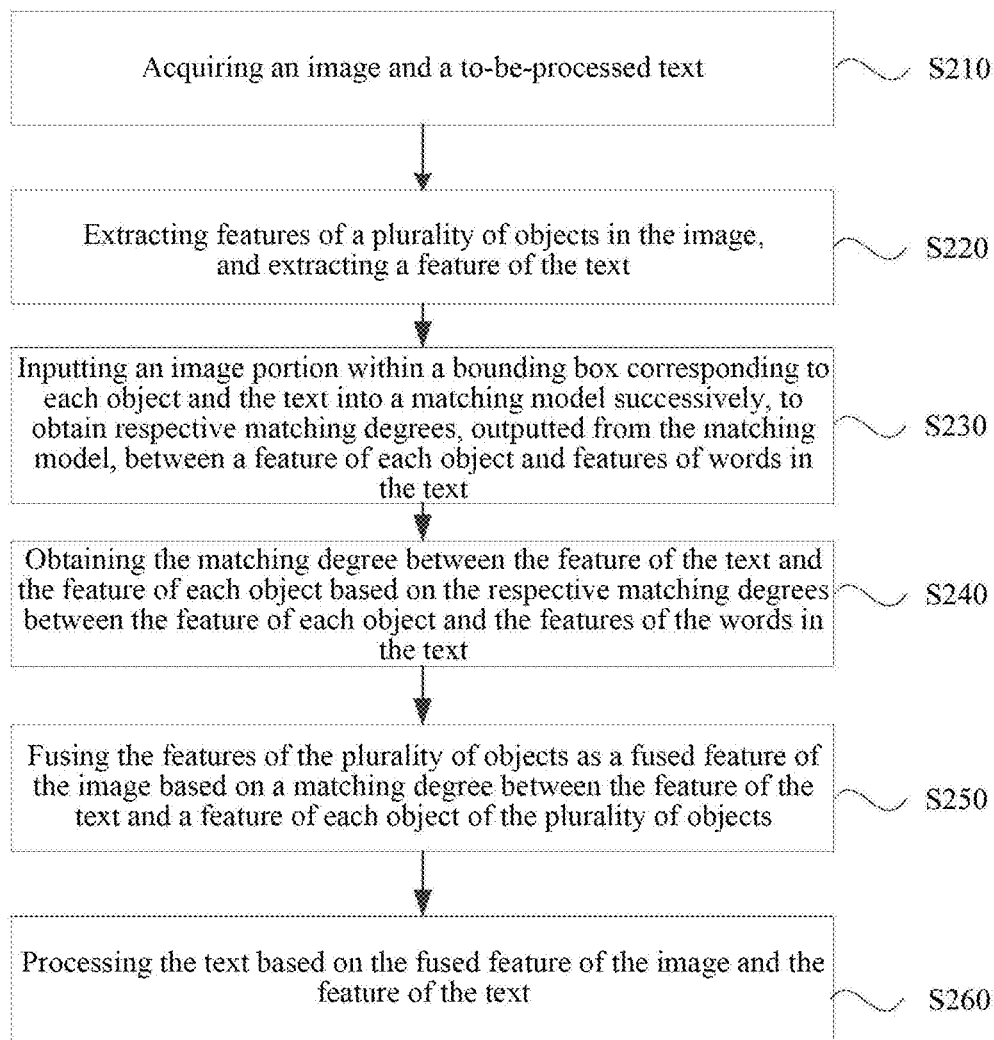 Acquiring an image and a to-be-processed text
S210
Extracting features of a plurality of objects in the image,
and extracting a feature of the text
S220
Inputting an image portion within a bounding box corresponding to
each object and the text into a matching model successively, to
obtain respective matching degrees, outputted from the matching
model, between a feature of each object and features of words in
the text
S230
Obtaining the matching degree between the feature of the text and
the feature of each object based on the respective matching degrees
between the feature of each object and the features of the words in
the text
S240
Fusing the features of the plurality of objects as a fused feature of
the image based on a matching degree between the feature of the
text and a feature of each object of the plurality of objects
S250
Processing the text based on the fused feature of the image and the
feature of the text
S260